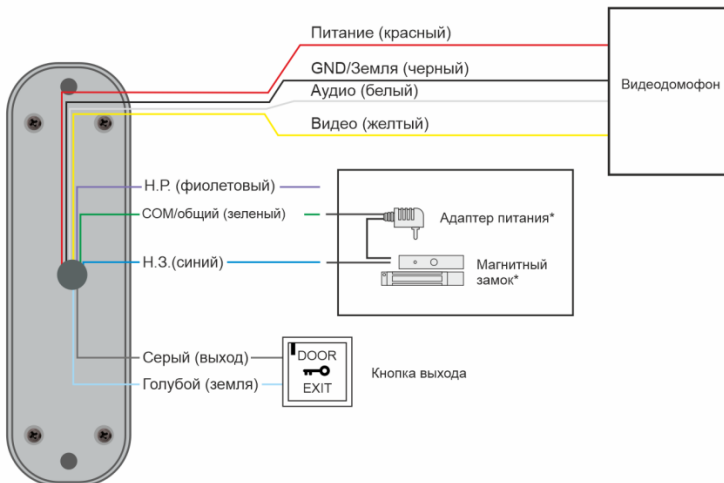 Питание (красный)
GND/Земля (черный)
Аудио (белый)
Видео (желтый)
Видеодомофон
Н.Р. (фиолетовый)
COM/общий (зеленый)
Н.З.(синий)
Адаптер питания*
Магнитный
замок*
Серый (выход)
Голубой (земля)
DOOR
EXIT
Кнопка выхода